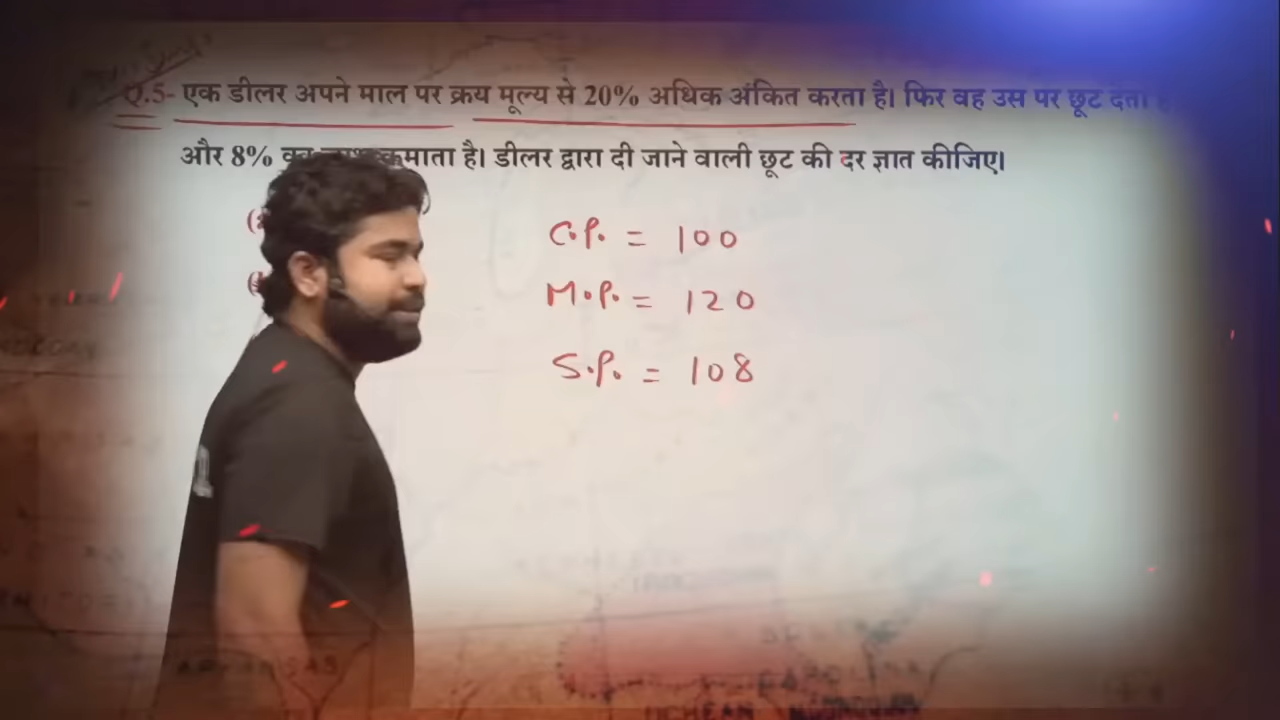 Q.5- एक डीलर अपने माल पर क्रय मूल्य से 20% अधिक अंकित करता है। फिर वह उस पर छूट देता
और 8% कमाता है। डीलर द्वारा दी जाने वाली छूट की दर ज्ञात कीजिए।
C.P. = 100
M.P. = 120
S.P. = 108